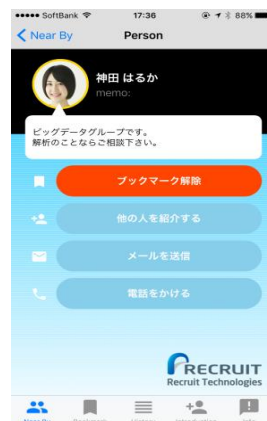 SoftBank 17:36 88%
Near By Person
神田 はるか
memo:
ビッグデータグループです。
解析のことならご相談下さい。
ブックマーク解除
他の人を紹介する
メールを送信
電話をかける
RECRUIT
Recruit Technologies